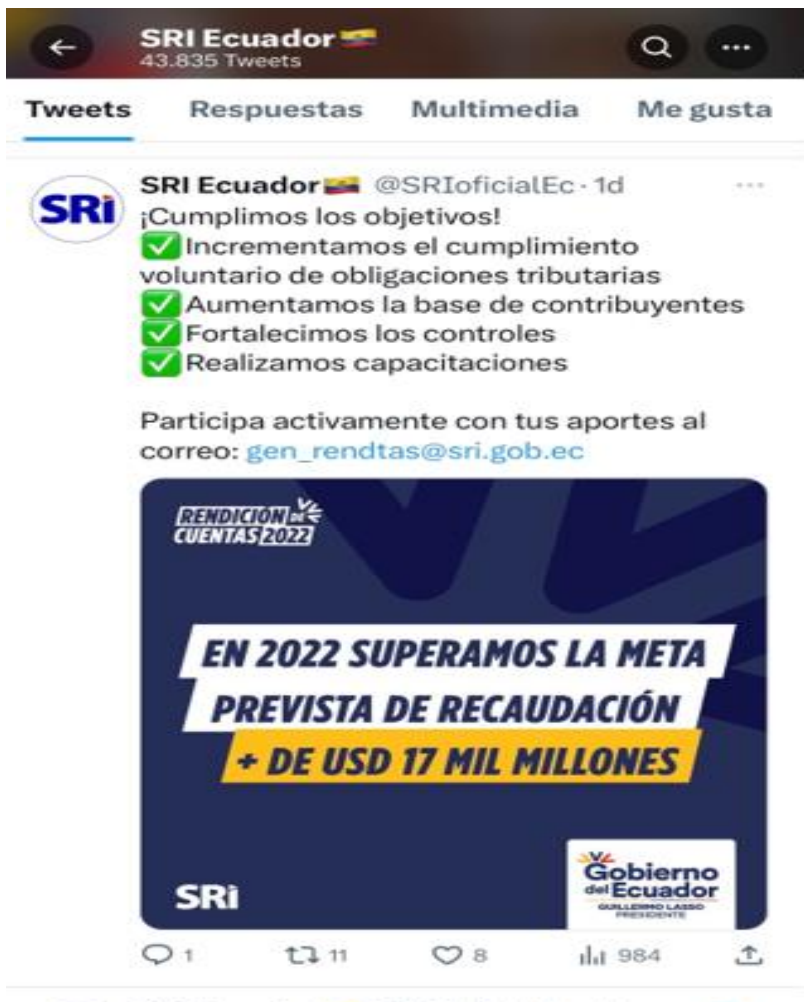 SRI Ecuador🇪🇨
43.835 Tweets
Tweets Respuestas Multimedia Me gusta
SRI Ecuador🇪🇨 @SRIoficialEc · 1d
SRi
¡Cumplimos los objetivos!
✅Incrementamos el cumplimiento
voluntario de obligaciones tributarias
✅Aumentamos la base de contribuyentes
✅Fortalecimos los controles
✅Realizamos capacitaciones
Participa activamente con tus aportes al
correo: gen_rendtas@sri.gob.ec
RENDICIÓN DE
CUENTAS 2022
EN 2022 SUPERAMOS LA META
PREVISTA DE RECAUDACIÓN
+ DE USD 17 MIL MILLONES
SRi
Gobierno
del Ecuador
GUILLERMO LASSO
PRESIDENTE
1 11 8 984